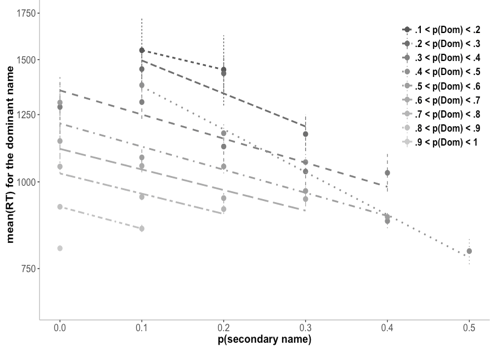 1750
1500
1250
1000
750
mean(RT) for the dominant name
0.0 0.1 0.2 0.3 0.4 0.5
p(secondary name)
.1 < p(Dom) < .2
.2 < p(Dom) < .3
.3 < p(Dom) < .4
.4 < p(Dom) < .5
.5 < p(Dom) < .6
.6 < p(Dom) < .7
.7 < p(Dom) < .8
.8 < p(Dom) < .9
.9 < p(Dom) < 1